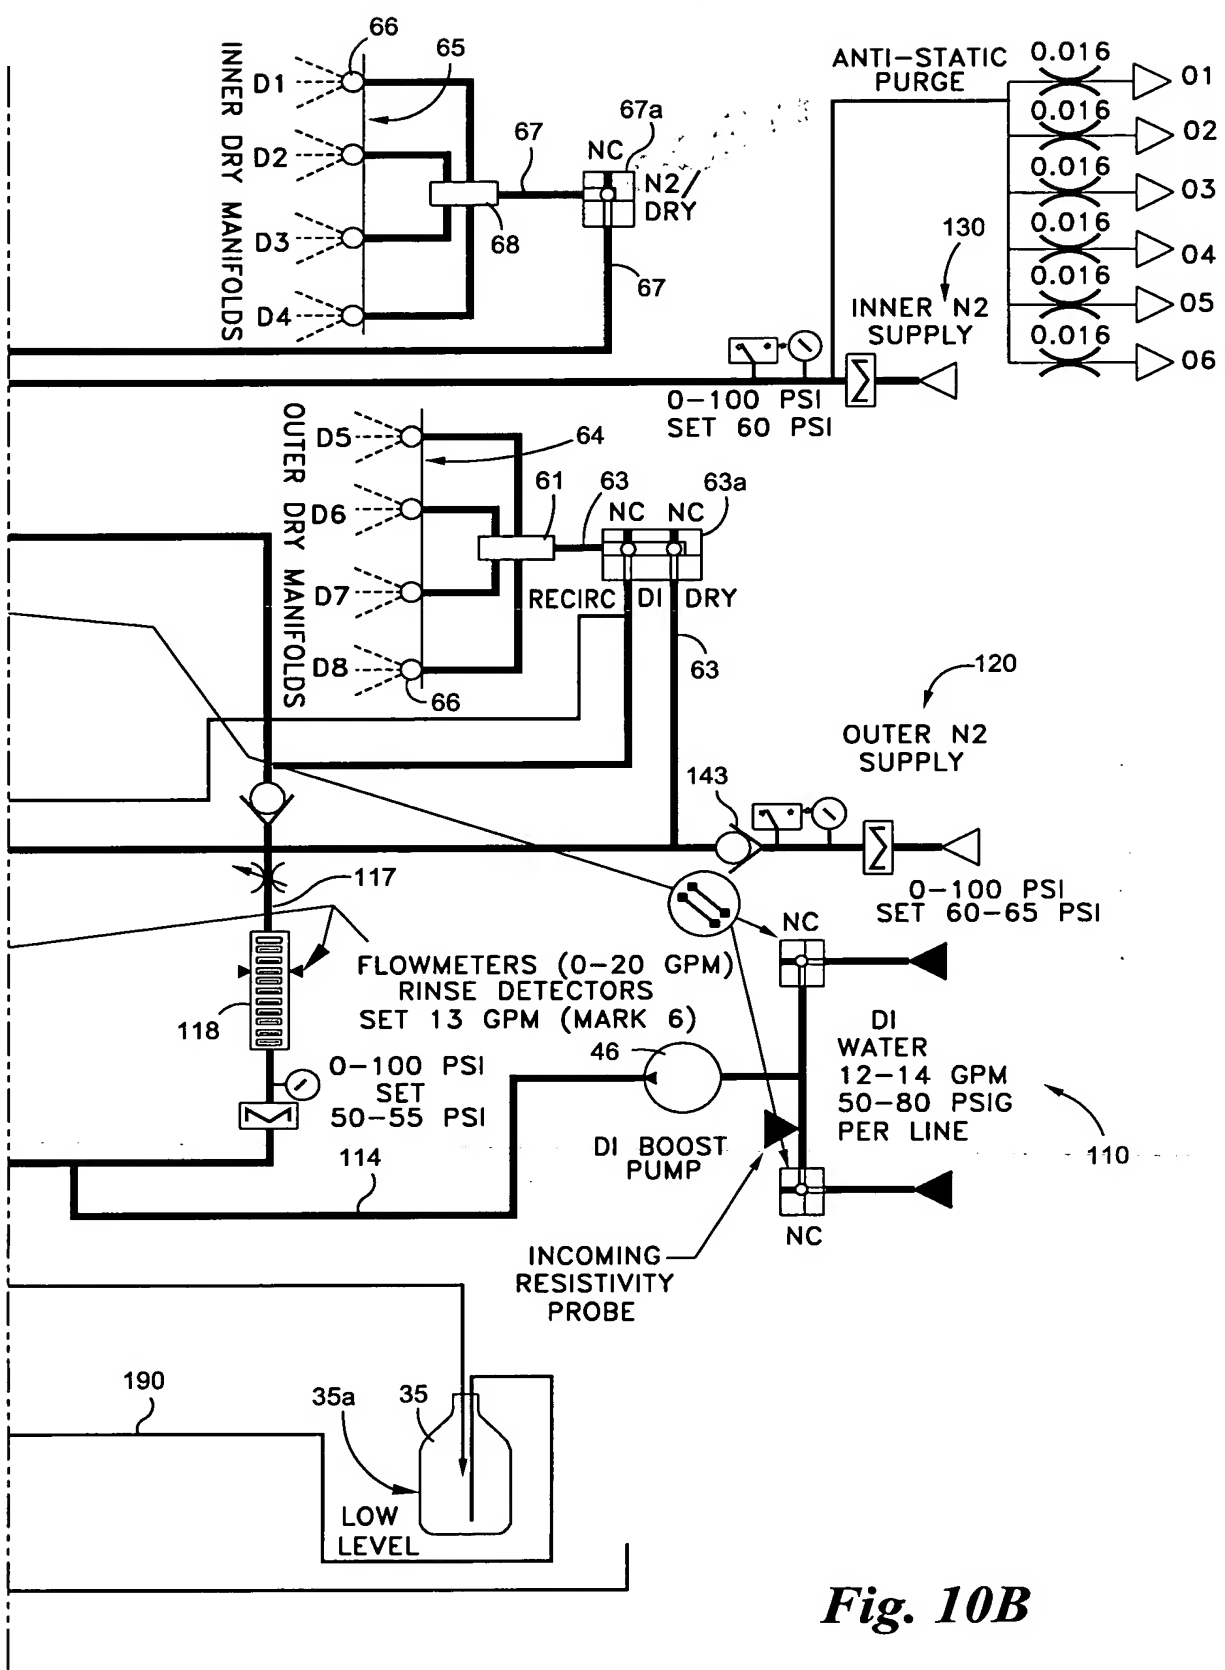 66
65
INNER DRY MANIFOLDS
D1
D2
D3
D4
67
67a
NC
N2/
DRY
68
67
ANTI-STATIC
PURGE
0.016
01
0.016
02
0.016
03
0.016
04
0.016
05
0.016
06
130
INNER N2
SUPPLY
0-100 PSI
SET 60 PSI
OUTER DRY MANIFOLDS
D5
D6
D7
D8
64
61
63
63a
NC
NC
RECIRC
DI
DRY
66
63
120
OUTER N2
SUPPLY
143
0-100 PSI
SET 60-65 PSI
117
FLOWMETERS (0-20 GPM)
RINSE DETECTORS
SET 13 GPM (MARK 6)
118
0-100 PSI
SET
50-55 PSI
NC
46
DI
WATER
12-14 GPM
50-80 PSIG
PER LINE
110
DI BOOST
PUMP
114
NC
INCOMING
RESISTIVITY
PROBE
190
35a
35
LOW
LEVEL
Fig. 10B